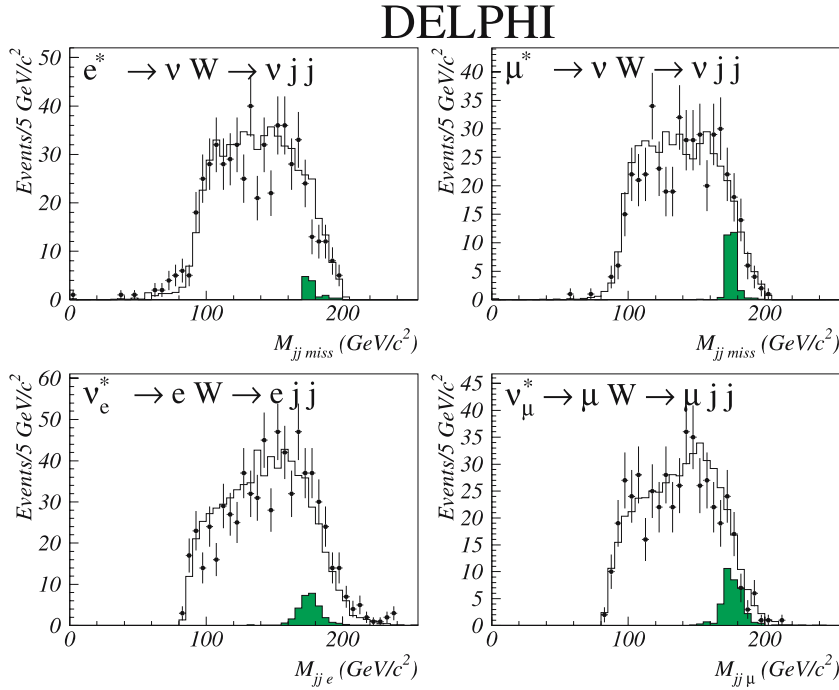 DELPHI
Events/5 GeV/c²
e* → ν W → ν j j
50
40
30
20
10
0
0 100 200
M_jj miss (GeV/c²)
Events/5 GeV/c²
μ* → ν W → ν j j
40
35
30
25
20
15
10
5
0
0 100 200
M_jj miss (GeV/c²)
Events/5 GeV/c²
ν*_e → e W → e j j
60
50
40
30
20
10
0
0 100 200
M_jj e (GeV/c²)
Events/5 GeV/c²
ν*_μ → μ W → μ j j
45
40
35
30
25
20
15
10
5
0
0 100 200
M_jj μ (GeV/c²)